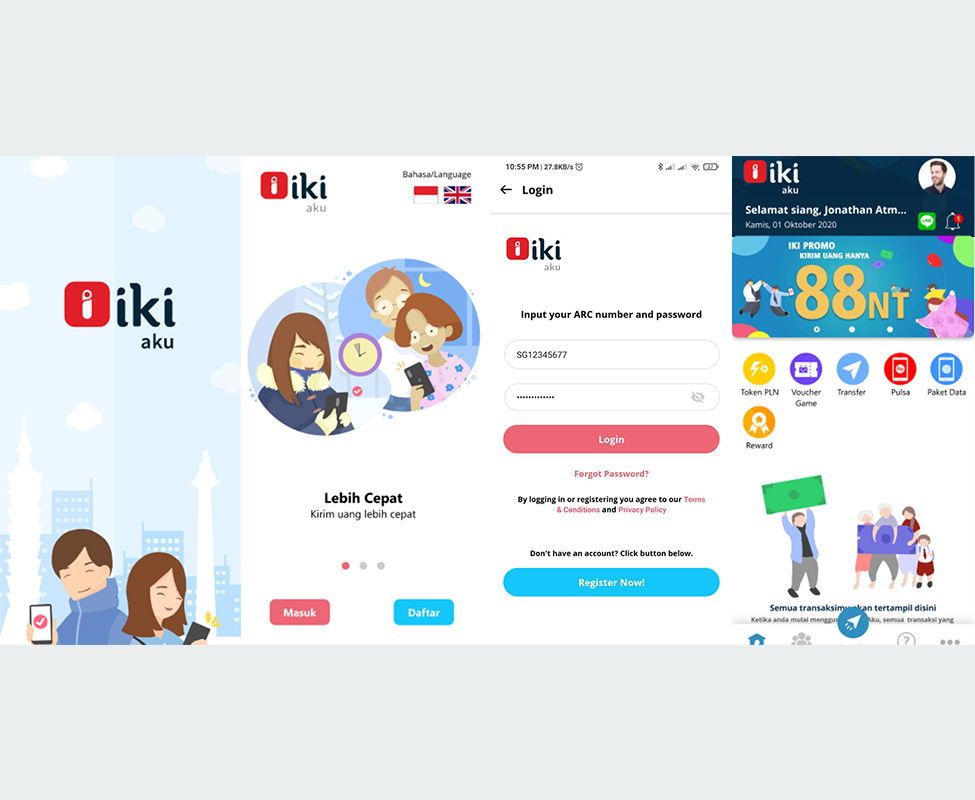 iki
aku
iki
aku
Bahasa/Language
Lebih Cepat
Kirim uang lebih cepat
Masuk
Daftar
10:55 PM | 27.8KB/s
37
Login
iki
aku
Input your ARC number and password
SG12345677
•••••••••••••
Login
Forgot Password?
By logging in or registering you agree to our Terms
& Conditions and Privacy Policy
Don't have an account? Click button below.
Register Now!
iki
aku
Selamat siang, Jonathan Atm...
Kamis, 01 Oktober 2020
LINE
1
IKI PROMO
KIRIM UANG HANYA
88NT
Token PLN
Voucher
Game
Transfer
Pulsa
Paket Data
Reward
Semua transaksimu akan tertampil disini
Ketika anda mulai menggu Aku, semua transaksi yang
?